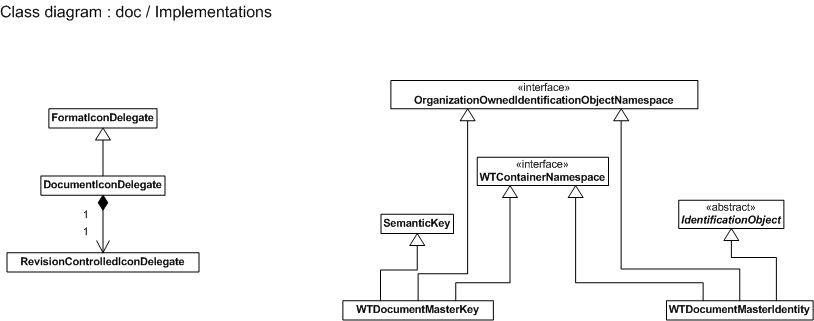 Class diagram : doc / Implementations
«interface»
OrganizationOwnedIdentificationObjectNamespace
FormatIconDelegate
«interface»
WTContainerNamespace
DocumentIconDelegate
«abstract»
IdentificationObject
1
SemanticKey
1
RevisionControlledIconDelegate
WTDocumentMasterKey
WTDocumentMasterIdentity